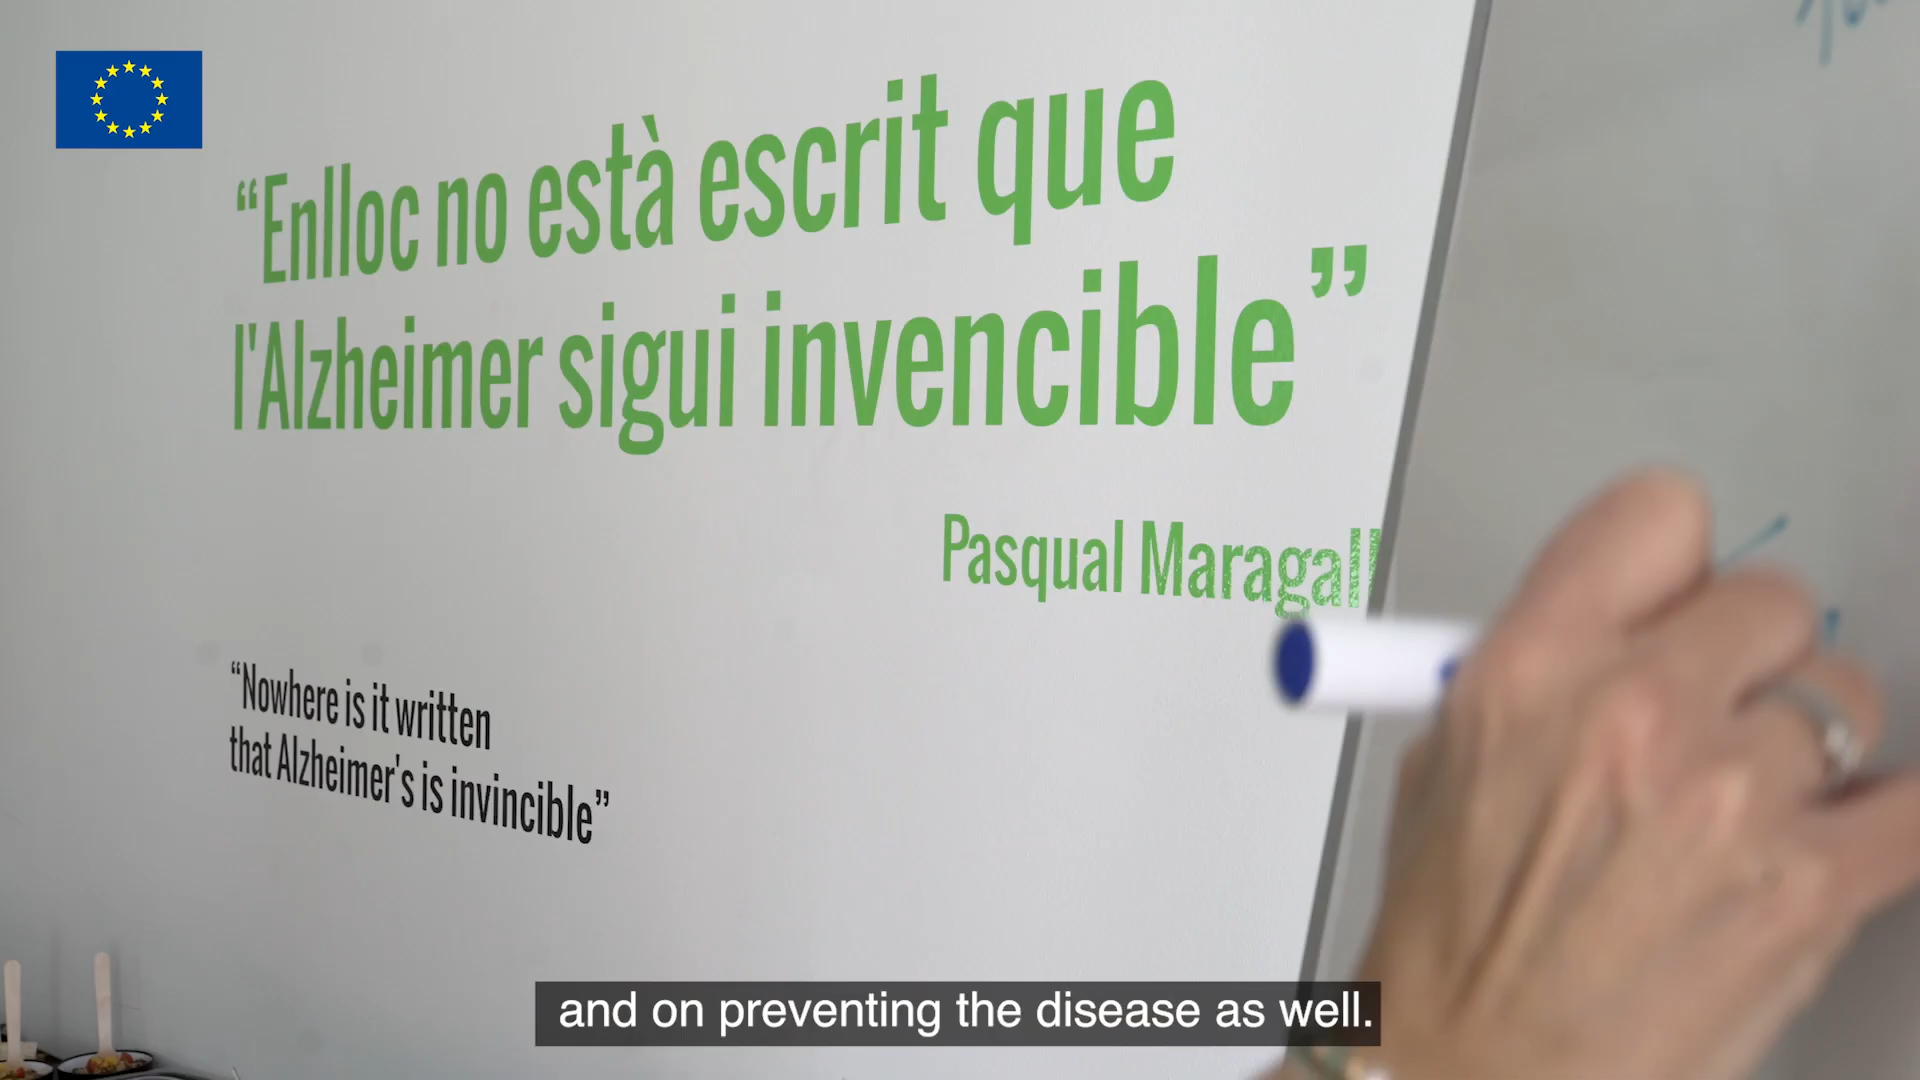 “Enlloc no està escrit que
l'Alzheimer sigui invencible”
Pasqual Maragall
“Nowhere is it written
that Alzheimer's is invincible”
and on preventing the disease as well.